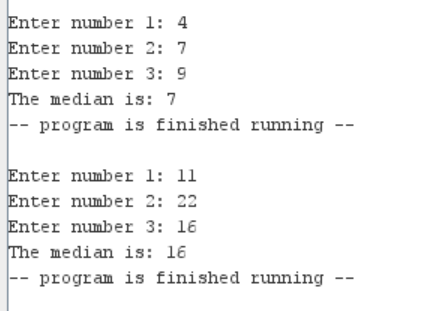 Enter number 1: 4
Enter number 2: 7
Enter number 3: 9
The median is: 7
-- program is finished running --
Enter number 1: 11
Enter number 2: 22
Enter number 3: 16
The median is: 16
-- program is finished running --